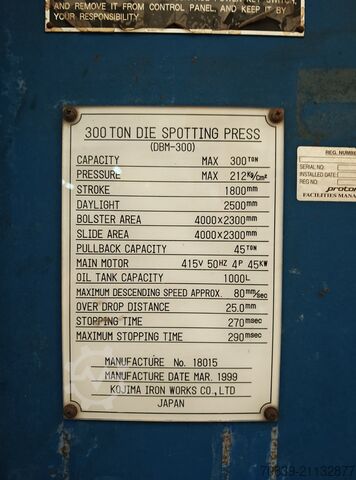 AND REMOVE IT FROM CONTROL PANEL, AND KEEP IT BY
YOUR RESPONSIBILITY.
300 TON DIE SPOTTING PRESS
(DBM-300)
CAPACITY MAX 300TON
PRESSURE MAX 212Kg/cm²
STROKE 1800mm
DAYLIGHT 2500mm
BOLSTER AREA 4000×2300mm
SLIDE AREA 4000×2300mm
PULLBACK CAPACITY 45TON
MAIN MOTOR 415V 50HZ 4P 45KW
OIL TANK CAPACITY 1000L
MAXIMUM DESCENDING SPEED APPROX. 80mm/sec
OVER DROP DISTANCE 25.0mm
STOPPING TIME 270msec
MAXIMUM STOPPING TIME 290msec
MANUFACTURE No. 18015
MANUFACTURE DATE MAR. 1999
KOJIMA IRON WORKS CO.,LTD
JAPAN
REG. NUMBER
SERIAL NO.
INSTALLED DATE:
REG NO:
proton
FACILITIES MANA